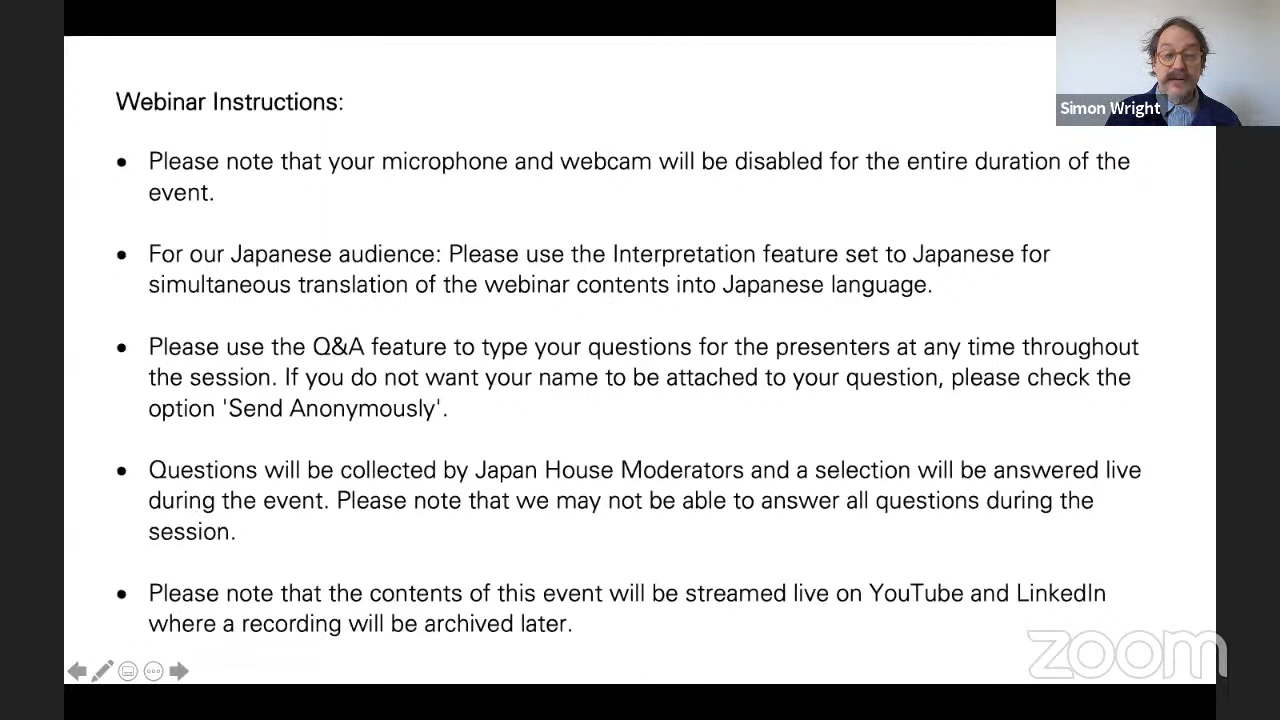 Webinar Instructions:
• Please note that your microphone and webcam will be disabled for the entire duration of the
event.
• For our Japanese audience: Please use the Interpretation feature set to Japanese for
simultaneous translation of the webinar contents into Japanese language.
• Please use the Q&A feature to type your questions for the presenters at any time throughout
the session. If you do not want your name to be attached to your question, please check the
option 'Send Anonymously'.
• Questions will be collected by Japan House Moderators and a selection will be answered live
during the event. Please note that we may not be able to answer all questions during the
session.
• Please note that the contents of this event will be streamed live on YouTube and LinkedIn
where a recording will be archived later.
Simon Wright
zoom